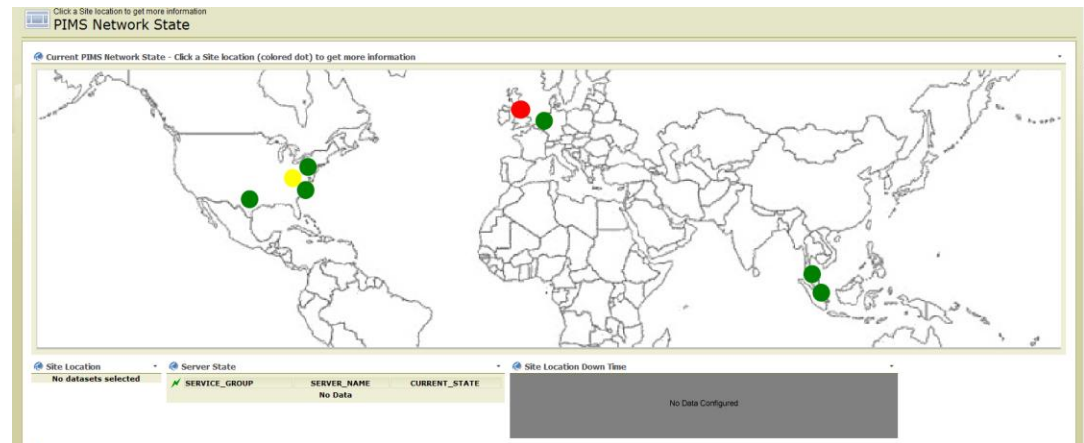 Click a Site location to get more information
PIMS Network State
Current PIMS Network State - Click a Site location (colored dot) to get more information
Site Location
No datasets selected
Server State
SERVICE_GROUP SERVER_NAME CURRENT_STATE
No Data
Site Location Down Time
No Data Configured